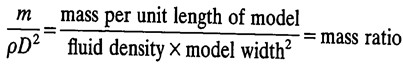 m/ρD² = mass per unit length of model / fluid density × model width² = mass ratio